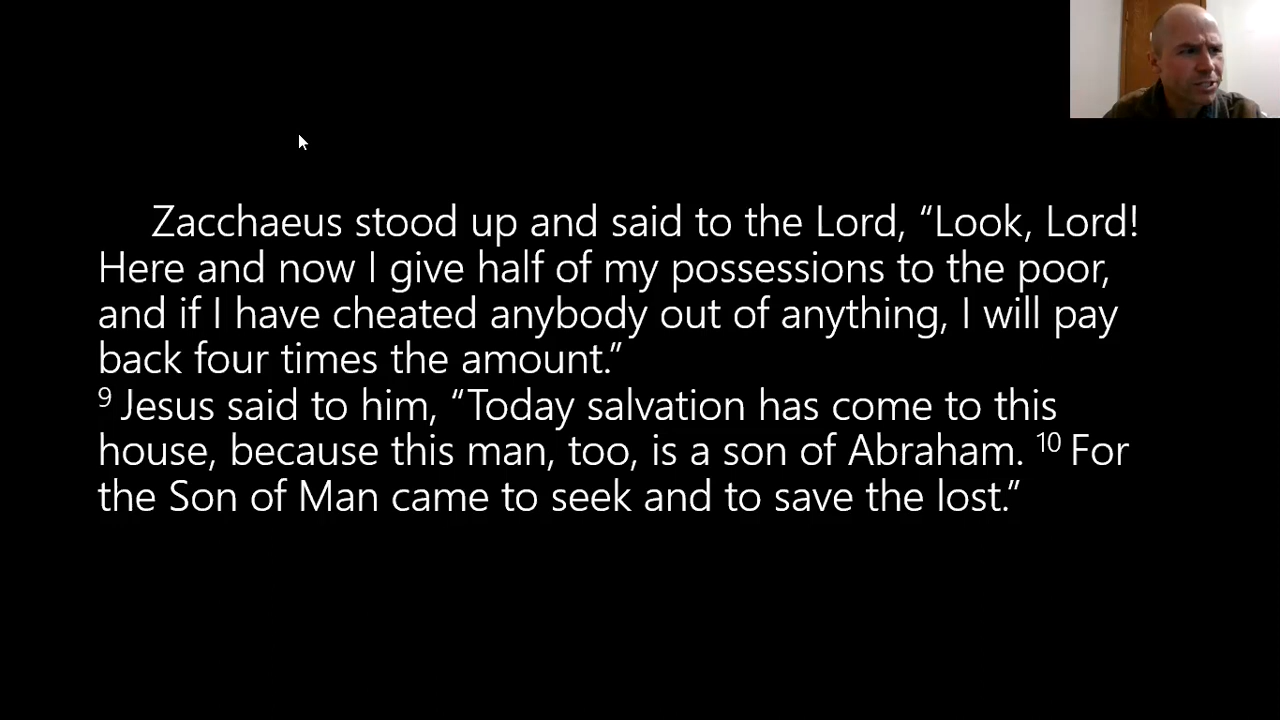 Zacchaeus stood up and said to the Lord, “Look, Lord!
Here and now I give half of my possessions to the poor,
and if I have cheated anybody out of anything, I will pay
back four times the amount.”
9 Jesus said to him, “Today salvation has come to this
house, because this man, too, is a son of Abraham. 10 For
the Son of Man came to seek and to save the lost.”